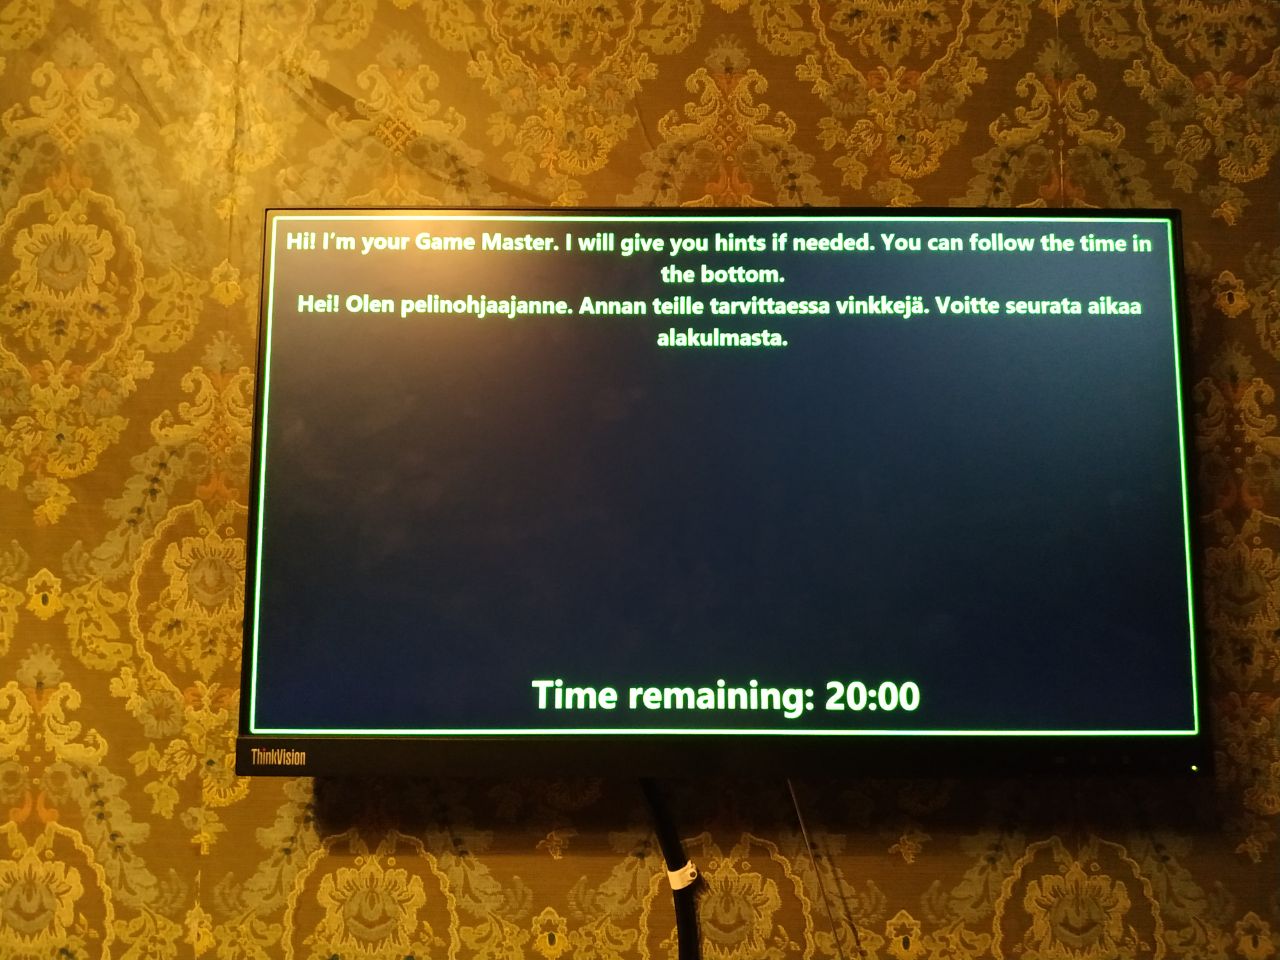 Hi! I'm your Game Master. I will give you hints if needed. You can follow the time in
the bottom.
Hei! Olen pelinohjaajanne. Annan teille tarvittaessa vinkkejä. Voitte seurata aikaa
alakulmasta.
Time remaining: 20:00
ThinkVision